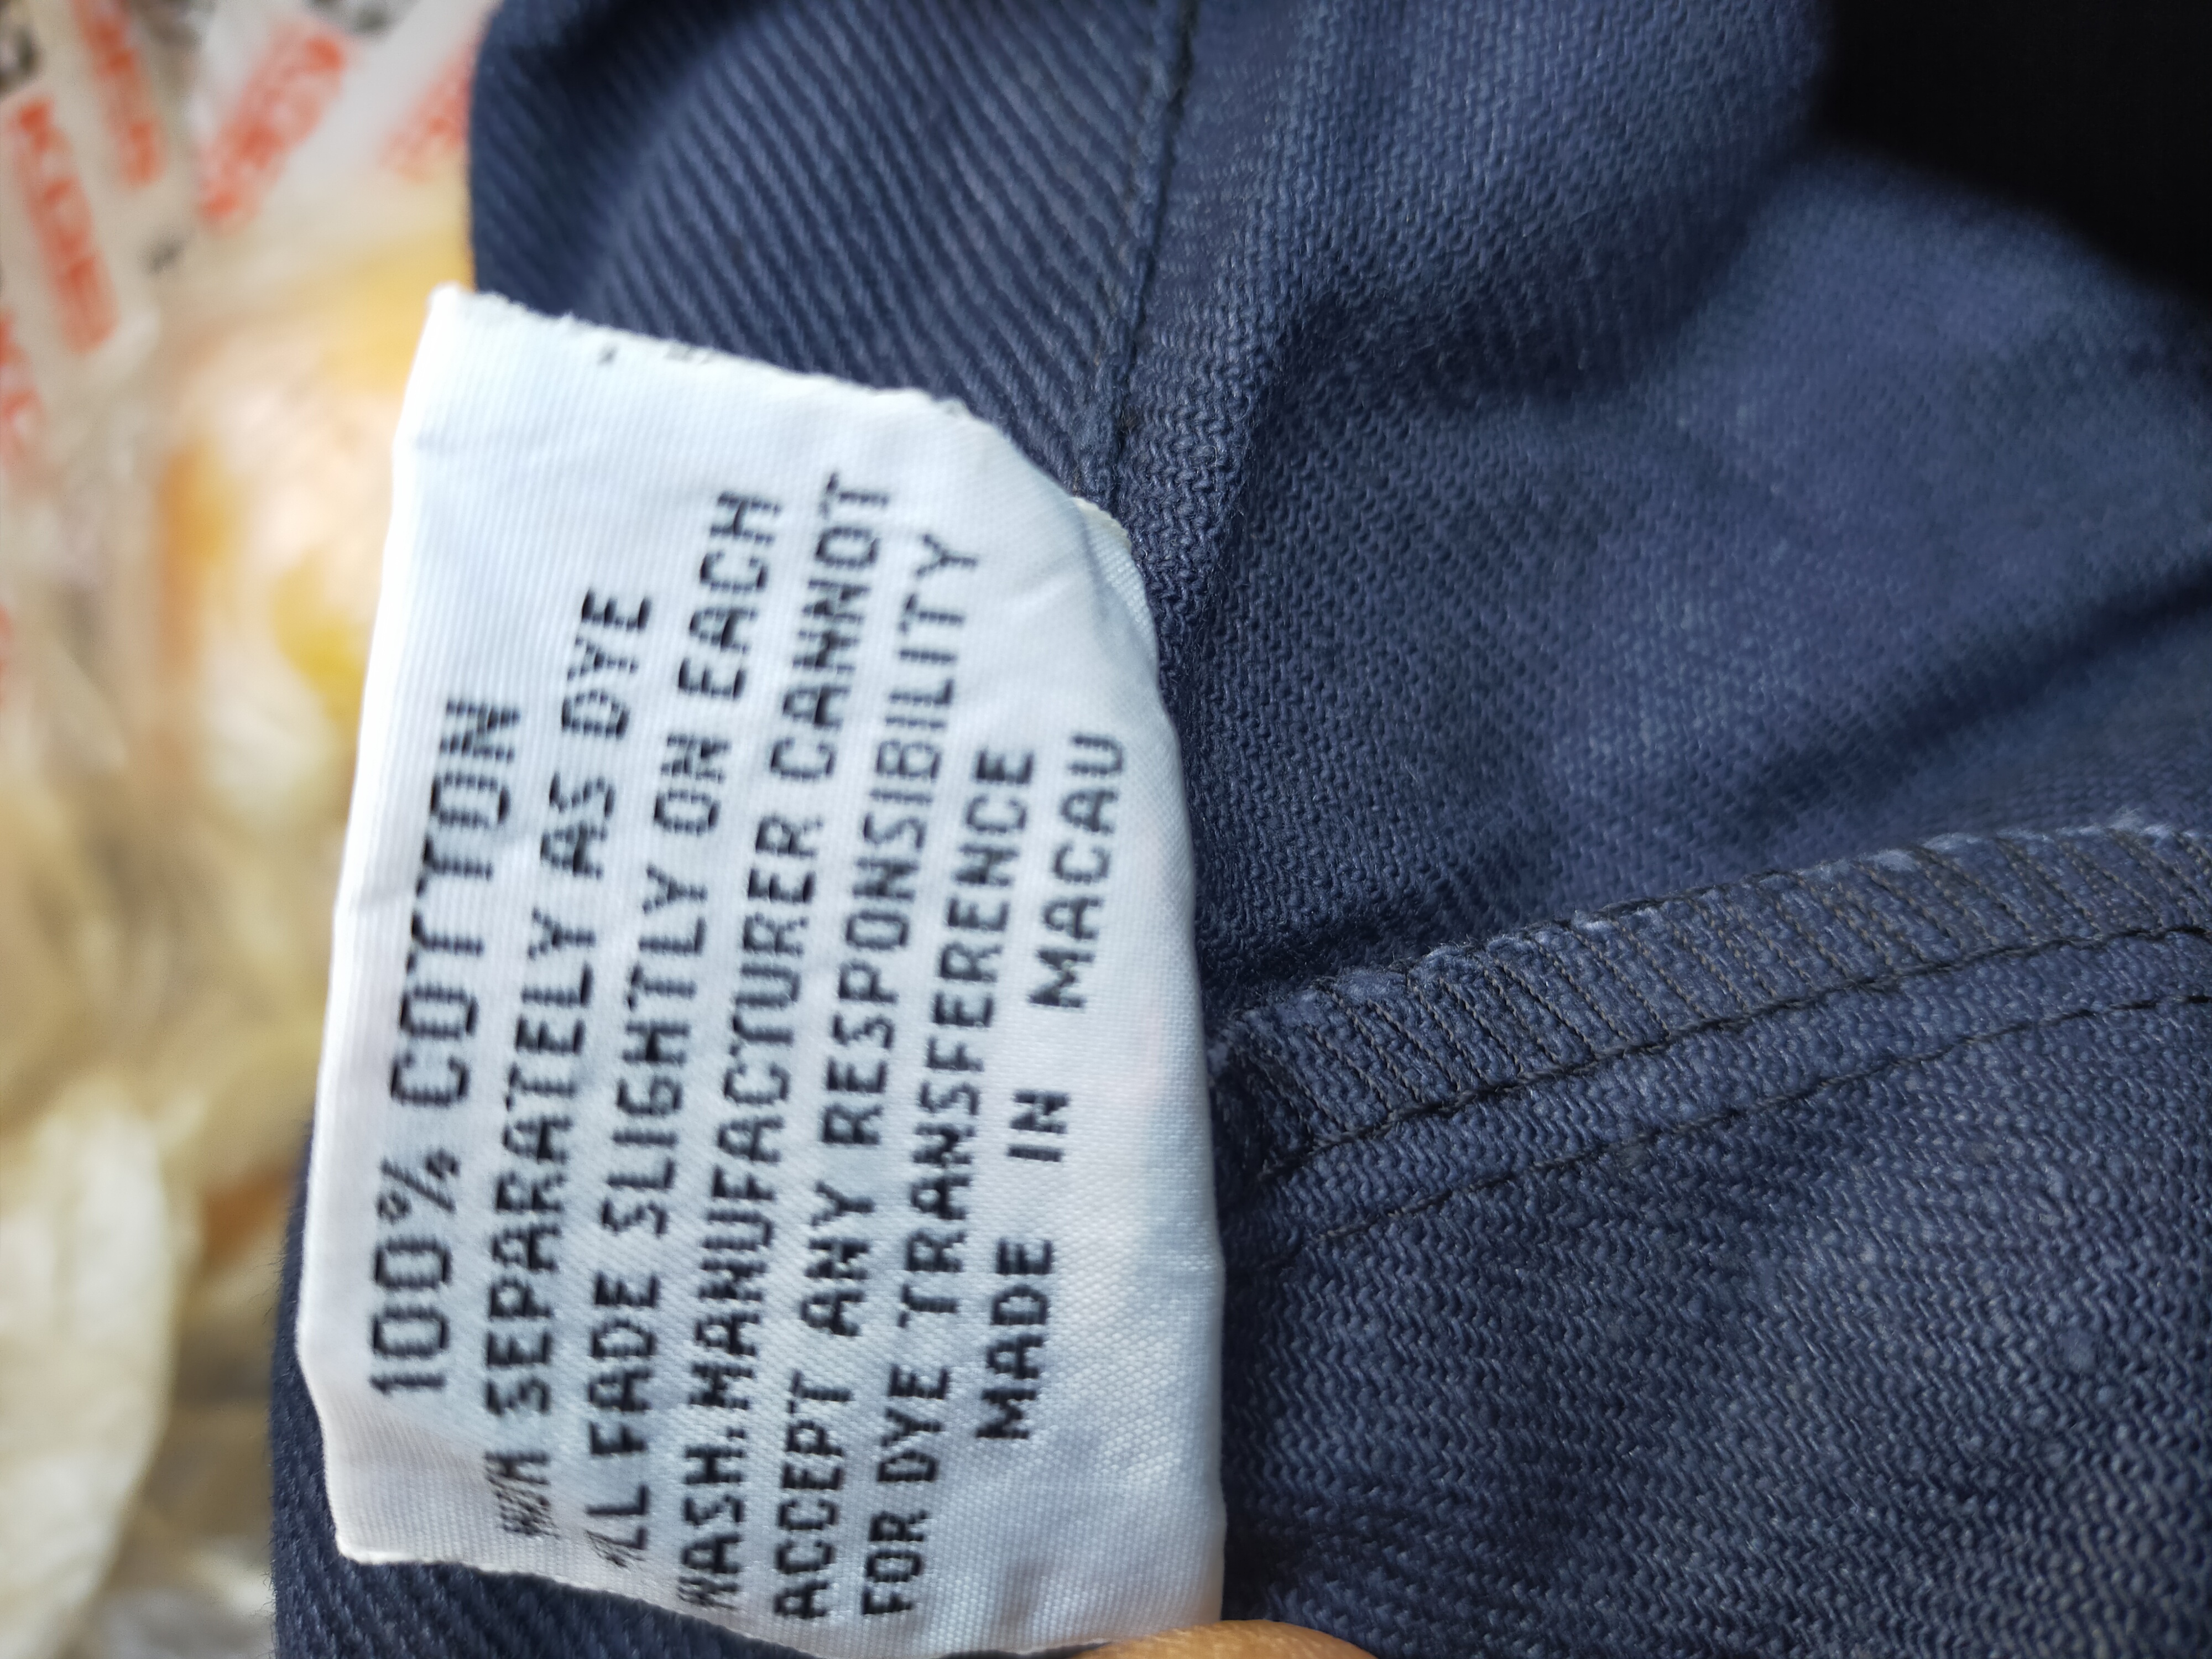 100% COTTON
SEPARATELY AS DYE
FADE SLIGHTLY ON EACH
WASH. MANUFACTURER CANNOT
ACCEPT ANY RESPONSIBILITY
FOR DYE TRANSFERENCE
MADE IN MACAU